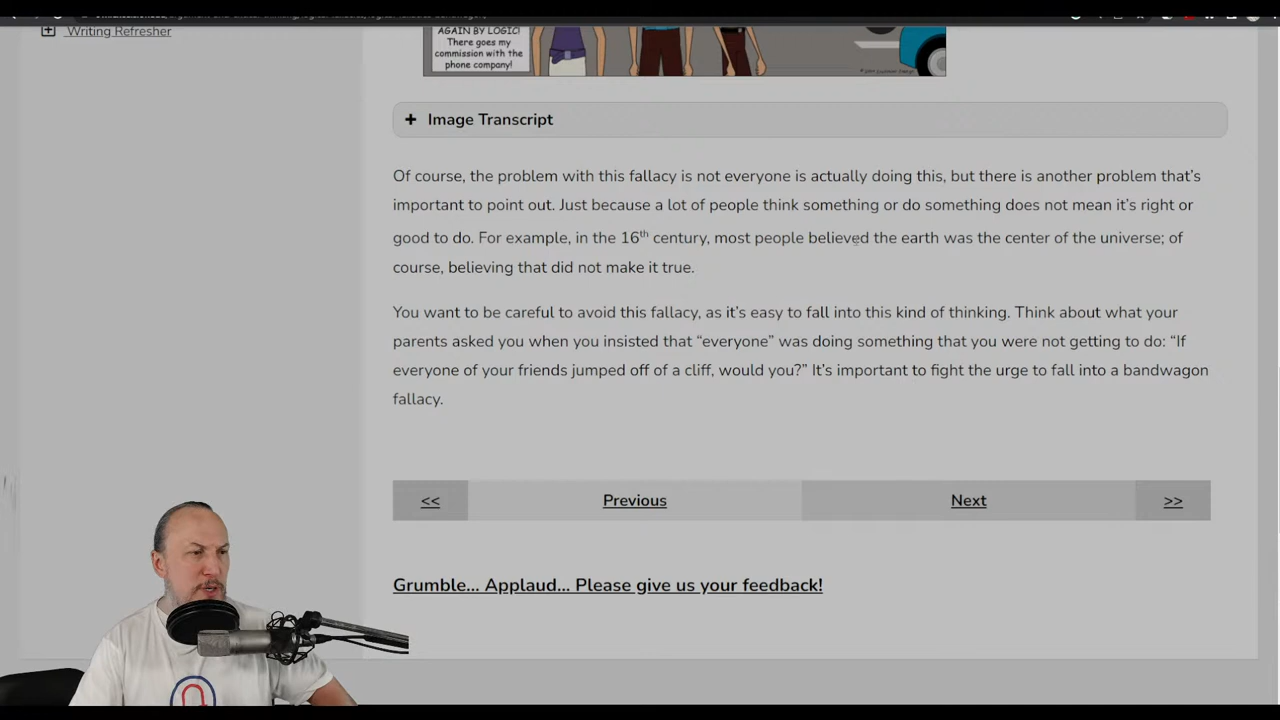 Writing Refresher
AGAIN BY LOGIC!
There goes my
commission with the
phone company!
Image Transcript
Of course, the problem with this fallacy is not everyone is actually doing this, but there is another problem that's
important to point out. Just because a lot of people think something or do something does not mean it's right or
good to do. For example, in the 16th century, most people believed the earth was the center of the universe; of
course, believing that did not make it true.
You want to be careful to avoid this fallacy, as it's easy to fall into this kind of thinking. Think about what your
parents asked you when you insisted that “everyone” was doing something that you were not getting to do: “If
everyone of your friends jumped off of a cliff, would you?” It's important to fight the urge to fall into a bandwagon
fallacy.
<< Previous Next >>
Grumble... Applaud... Please give us your feedback!